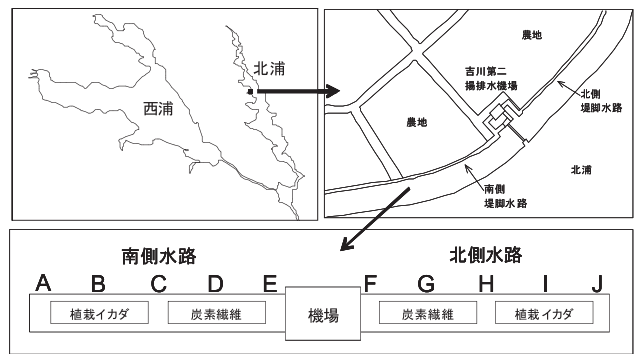 北浦
西浦
農地
吉川第二
揚排水機場
北側
堤脚水路
農地
北浦
南側
堤脚水路
南側水路
北側水路
A B C D E F G H I J
植栽イカダ 炭素繊維 機場 炭素繊維 植栽イカダ